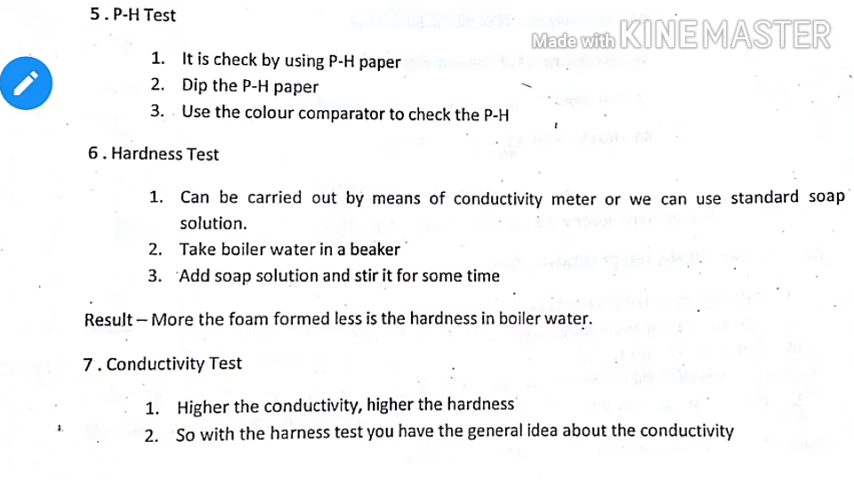 5 . P-H Test
Made with KINEMASTER
1. It is check by using P-H paper
2. Dip the P-H paper
3. Use the colour comparator to check the P-H
6 . Hardness Test
1. Can be carried out by means of conductivity meter or we can use standard soap
solution.
2. Take boiler water in a beaker
3. Add soap solution and stir it for some time
Result – More the foam formed less is the hardness in boiler water.
7 . Conductivity Test
1. Higher the conductivity, higher the hardness
2. So with the harness test you have the general idea about the conductivity